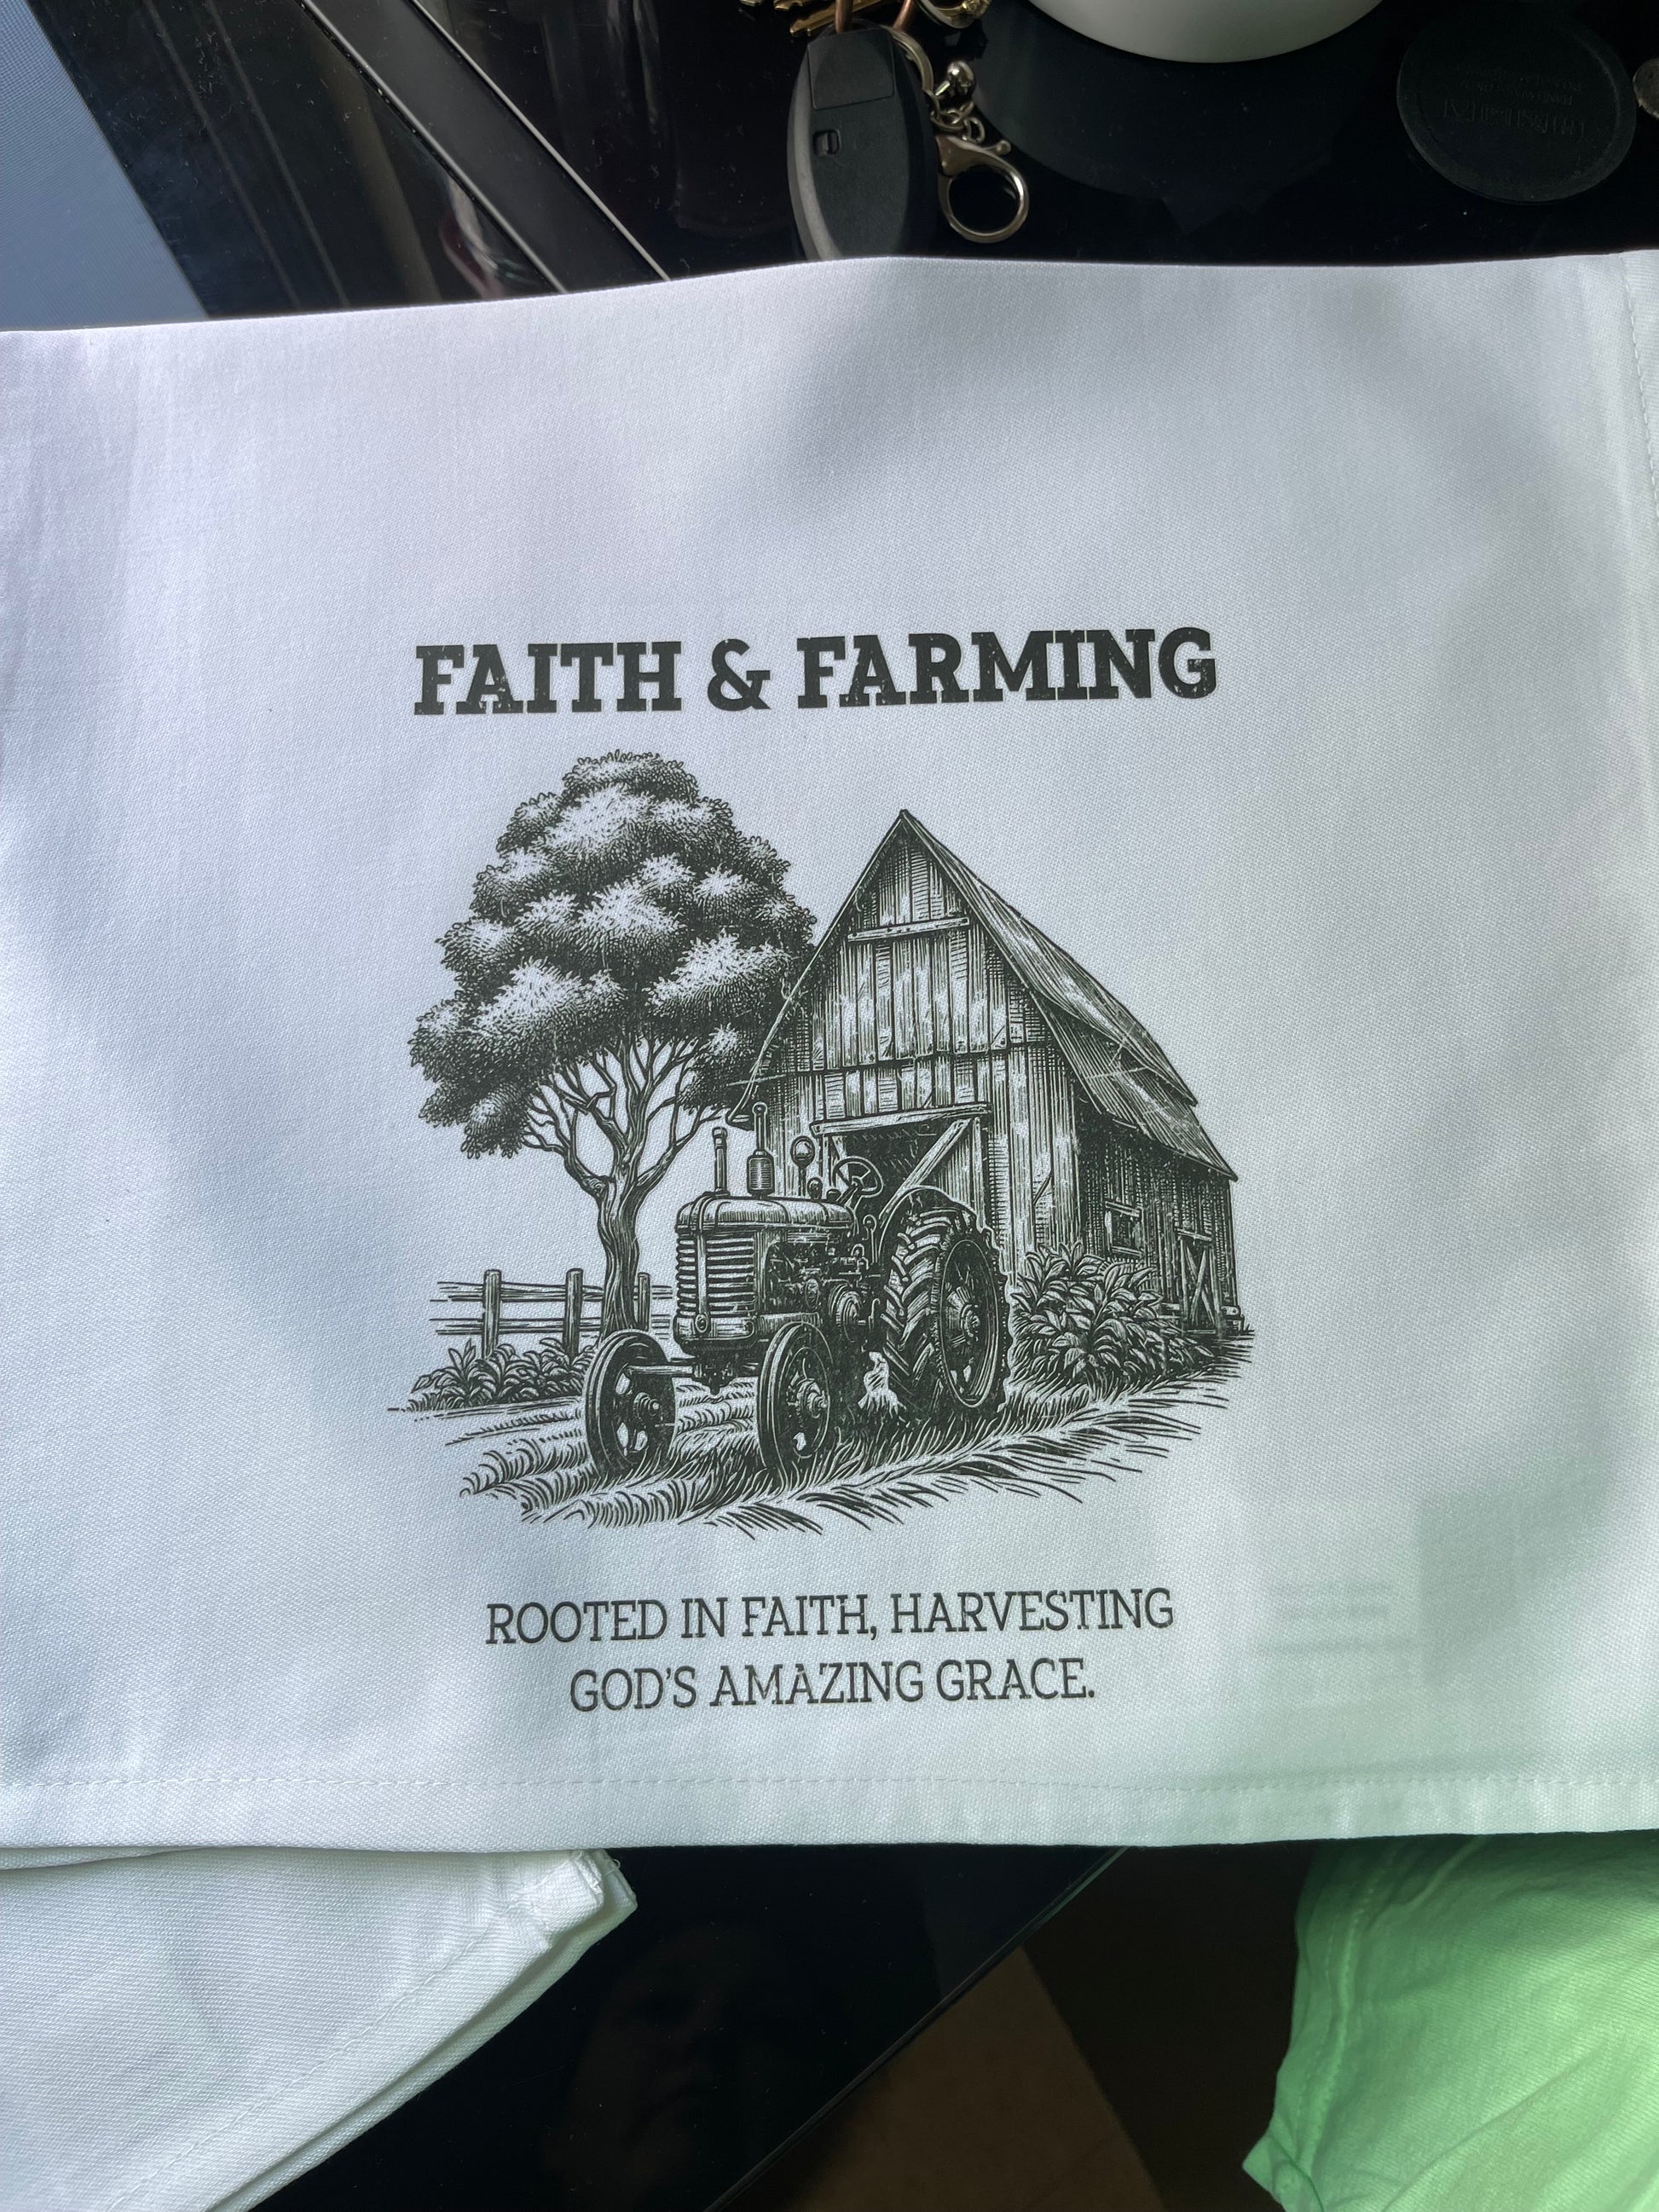 FAITH & FARMING
ROOTED IN FAITH, HARVESTING
GOD'S AMAZING GRACE.